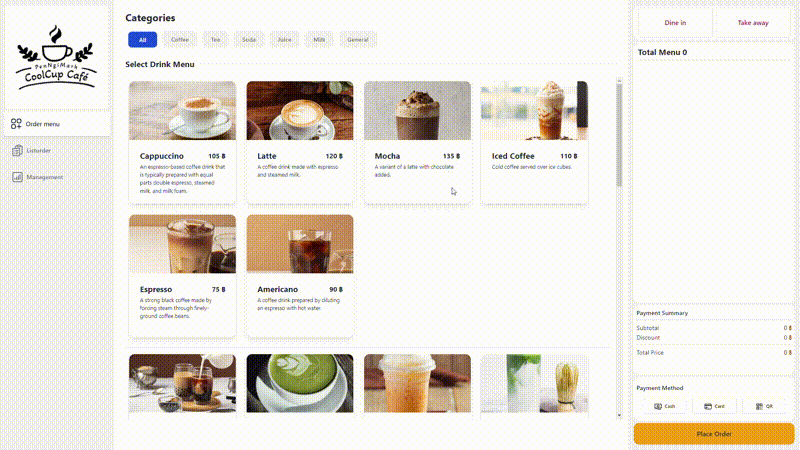 PenNgiMark
CoolCup Café
Order menu
Listorder
Management
Categories
All
Coffee
Tee
Soda
Juice
Milk
General
Select Drink Menu
Cappuccino 105 ฿
An espresso-based coffee drink that
is typically prepared with equal
parts double espresso, steamed
milk, and milk foam.
Latte 120 ฿
A coffee drink made with espresso
and steamed milk.
Mocha 135 ฿
A variant of a latte with chocolate
added.
Iced Coffee 110 ฿
Cold coffee served over ice cubes.
Espresso 75 ฿
A strong black coffee made by
forcing steam through finely-
ground coffee beans.
Americano 90 ฿
A coffee drink prepared by diluting
an espresso with hot water.
Dine in
Take away
Total Menu 0
Payment Summary
Subtotal 0 ฿
Discount 0 ฿
Total Price 0 ฿
Payment Method
Cash
Card
QR
Place Order